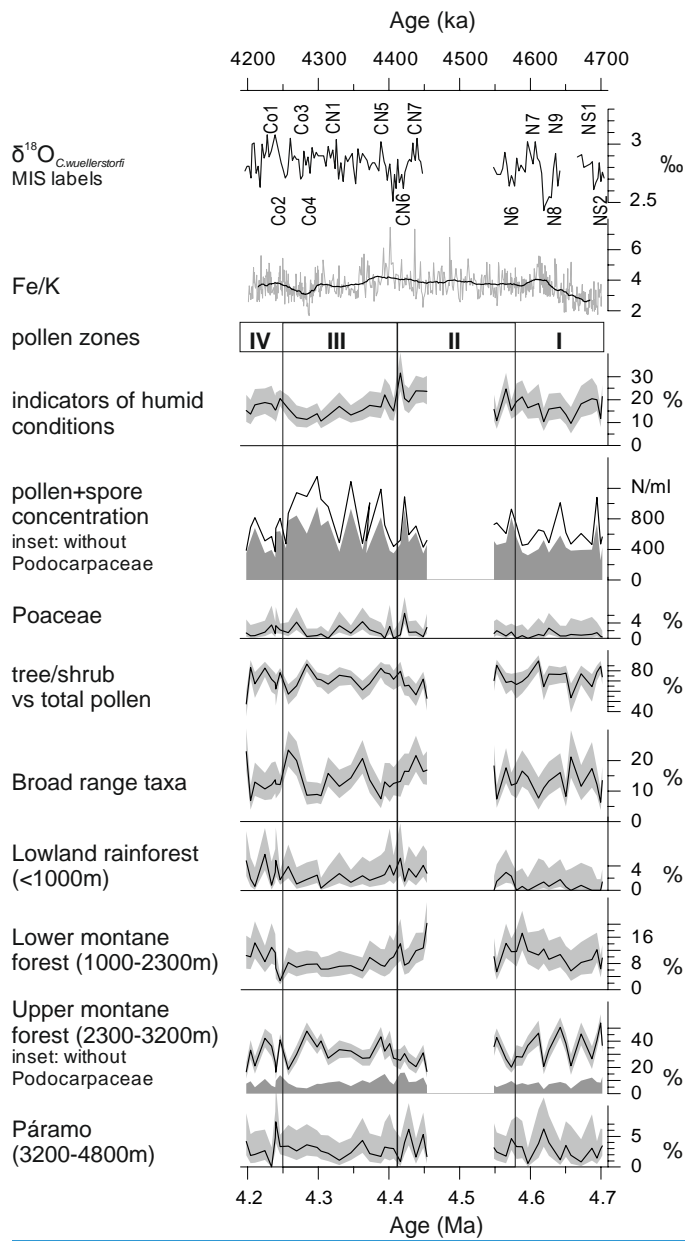 Age (ka)
4200 4300 4400 4500 4600 4700
Co1 Co3 CN1 CN5 CN7 N7 N9 NS1
δ18O C.wuellerstorfi
MIS labels
3
‰
2.5
Co2 Co4 CN6 N6 N8 NS2
Fe/K
6
4
2
pollen zones
IV III II I
indicators of humid
conditions
30
20
10
0
%
pollen+spore
concentration
inset: without
Podocarpaceae
N/ml
800
400
0
Poaceae
4
0
%
tree/shrub
vs total pollen
80
40
%
Broad range taxa
20
10
0
%
Lowland rainforest
(<1000m)
4
0
%
Lower montane
forest (1000-2300m)
16
8
0
%
Upper montane
forest (2300-3200m)
inset: without
Podocarpaceae
40
20
0
%
Páramo
(3200-4800m)
5
0
%
4.2 4.3 4.4 4.5 4.6 4.7
Age (Ma)